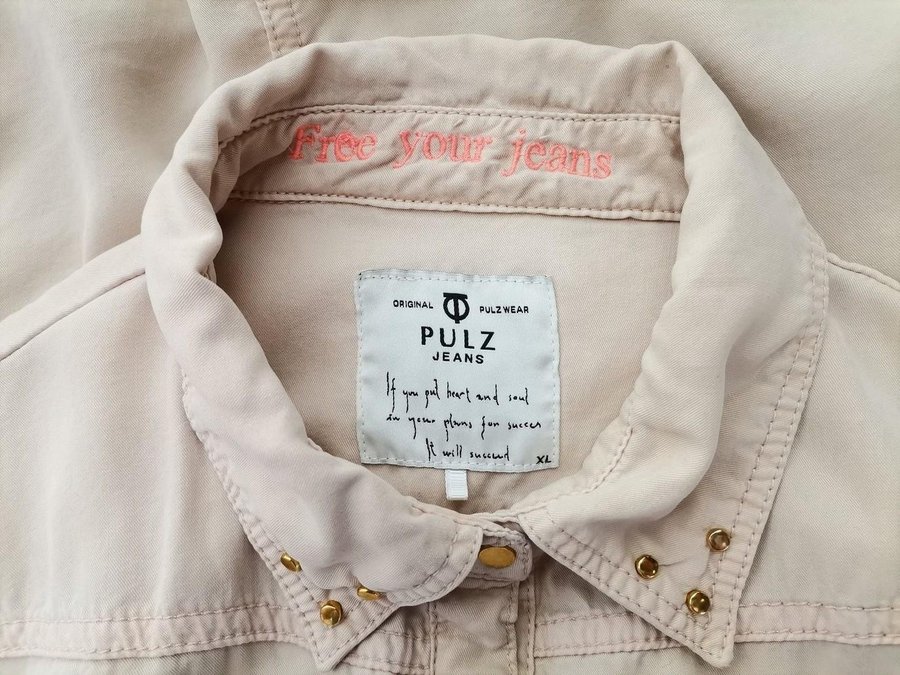 Free your jeans
ORIGINAL PULZWEAR
PULZ
JEANS
If you put heart and soul
in your plans for succes
It will succeed
XL